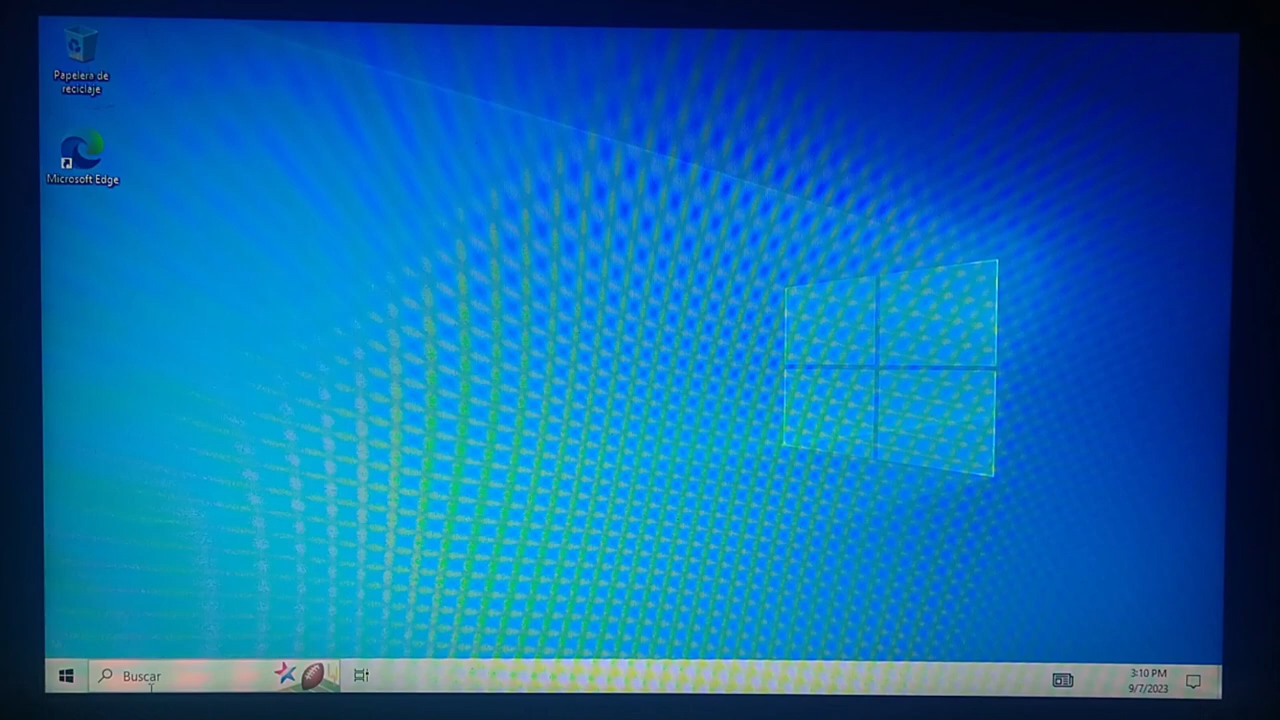 Papelera de
reciclaje
Microsoft Edge
Buscar
3:10 PM
9/7/2023